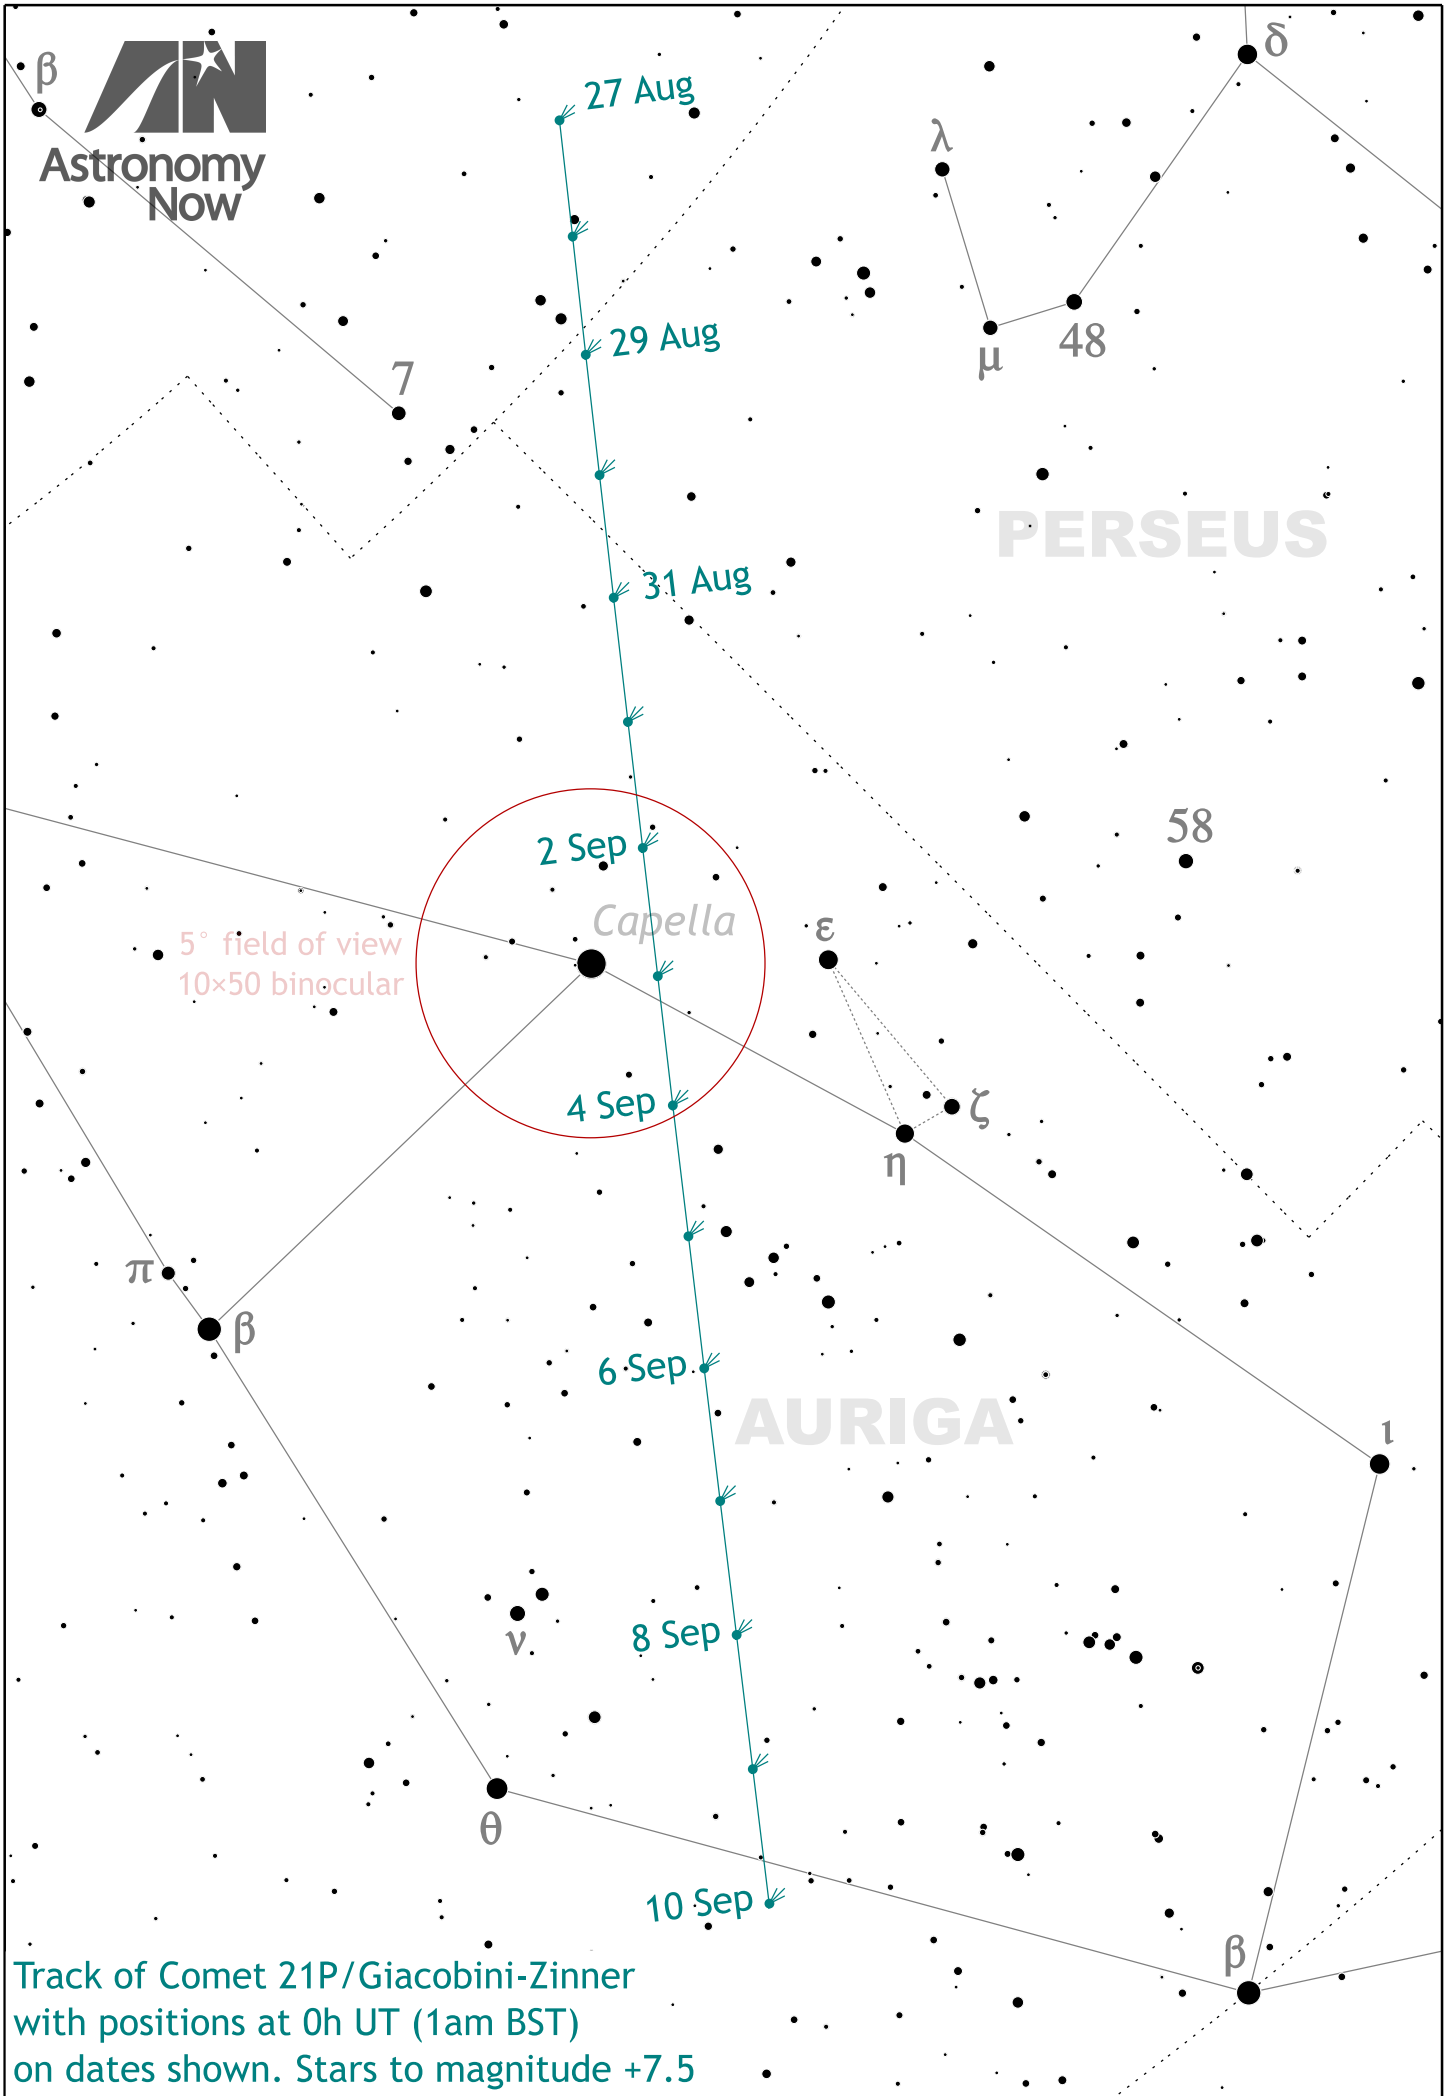 β
δ
27 Aug
Astronomy
Now
λ
29 Aug
48
μ
7
PERSEUS
31 Aug
58
2 Sep
Capella
ε
5° field of view
10×50 binocular
4 Sep
ζ
η
π
β
6 Sep
AURIGA
ι
8 Sep
ν
θ
10 Sep
β
Track of Comet 21P/Giacobini-Zinner
with positions at 0h UT (1am BST)
on dates shown. Stars to magnitude +7.5